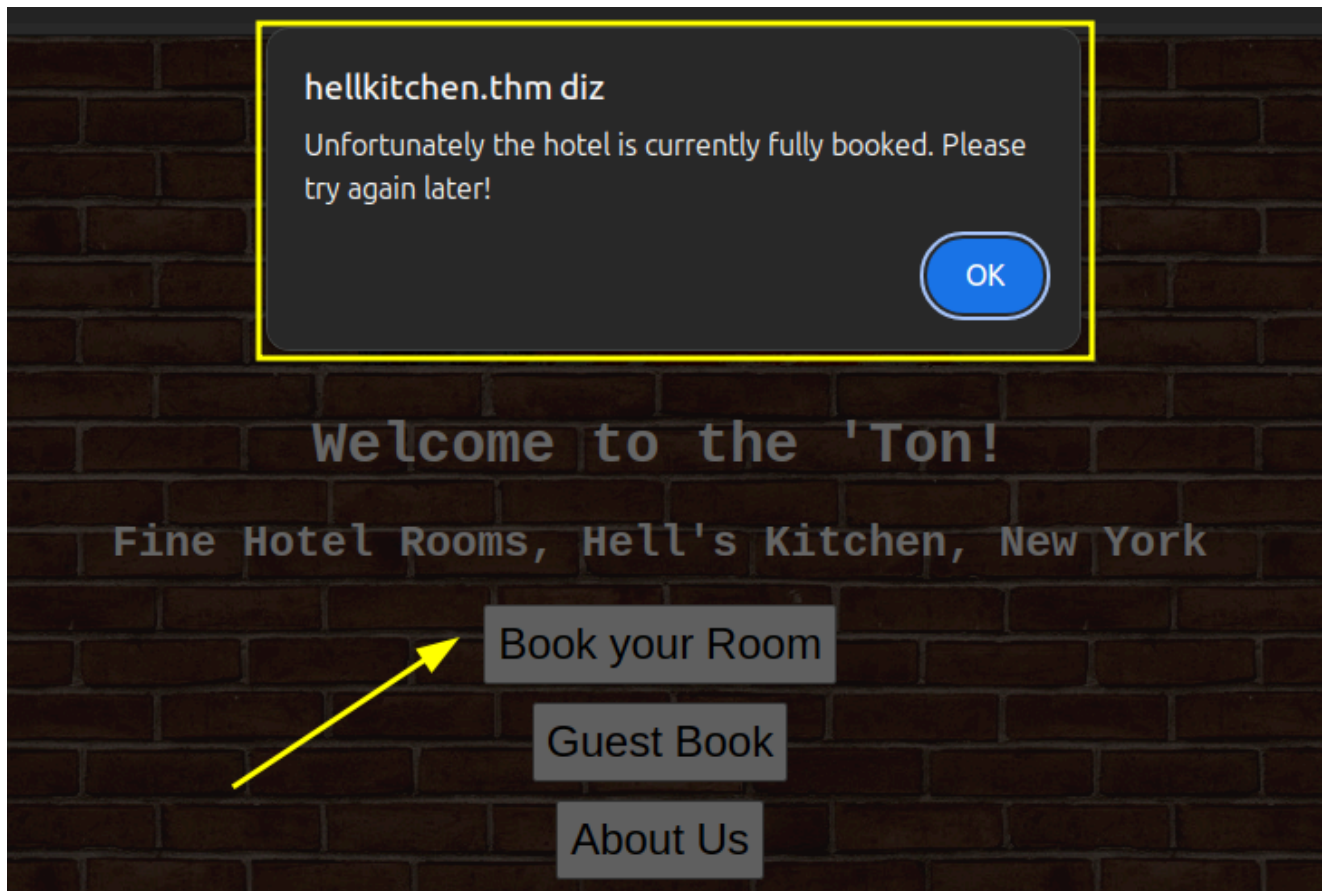 hellkitchen.thm diz
Unfortunately the hotel is currently fully booked. Please
try again later!
OK
Welcome to the 'Ton!
Fine Hotel Rooms, Hell's Kitchen, New York
Book your Room
Guest Book
About Us